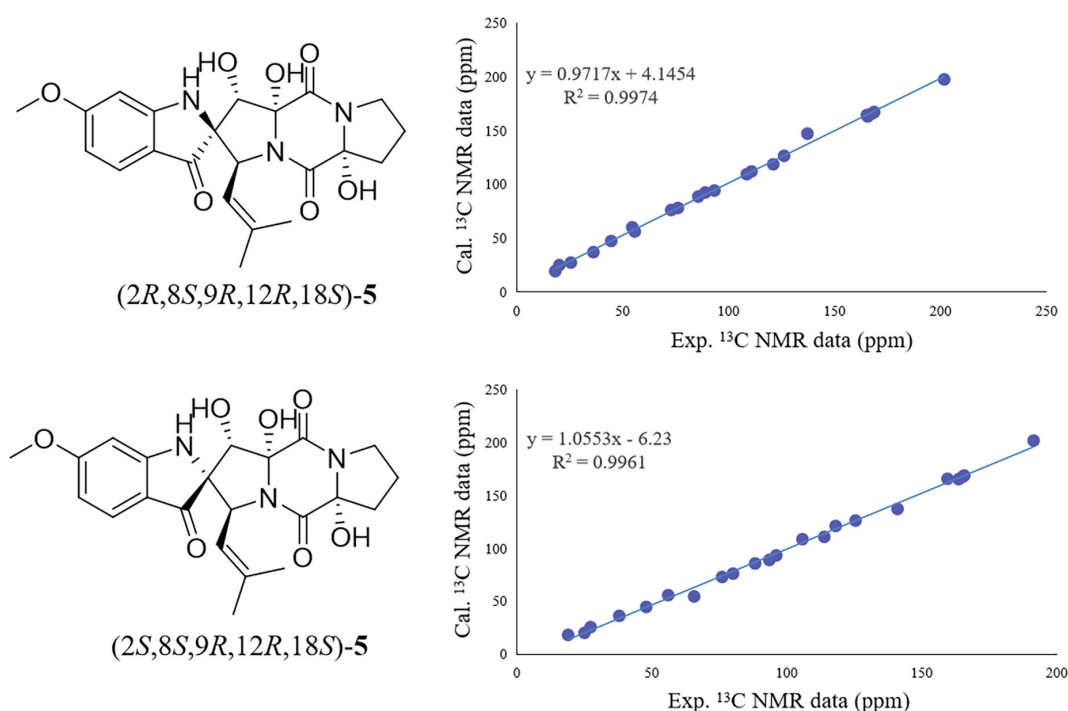 O
HO
H
N
OH
O
N
N
O
O
OH
(2R,8S,9R,12R,18S)-5
250
200
150
100
50
0
Cal. ¹³C NMR data (ppm)
y = 0.9717x + 4.1454
R² = 0.9974
0 50 100 150 200 250
Exp. ¹³C NMR data (ppm)
O
HO
H
N
OH
O
N
N
O
O
OH
(2S,8S,9R,12R,18S)-5
250
200
150
100
50
0
Cal. ¹³C NMR data (ppm)
y = 1.0553x - 6.23
R² = 0.9961
0 50 100 150 200
Exp. ¹³C NMR data (ppm)